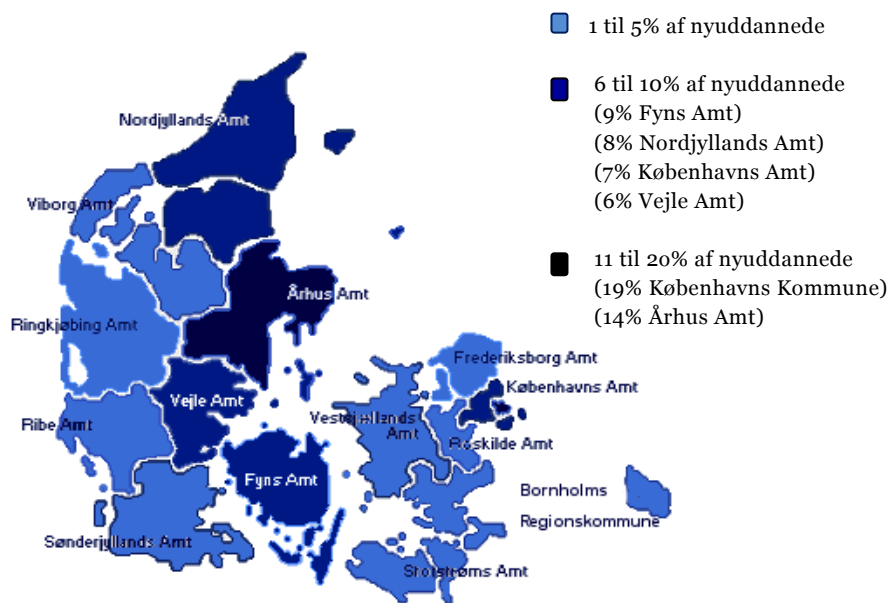 1 til 5% af nyuddannede
6 til 10% af nyuddannede
(9% Fyns Amt)
(8% Nordjyllands Amt)
(7% Københavns Amt)
(6% Vejle Amt)
11 til 20% af nyuddannede
(19% Københavns Kommune)
(14% Århus Amt)
Nordjyllands Amt
Viborg Amt
Århus Amt
Ringkjøbing Amt
Frederiksborg Amt
Københavns Amt
Vejle Amt
Vestsjællands
Amt
Ribe Amt
Roskilde Amt
Fyns Amt
Bornholms
Regionskommune
Sønderjyllands Amt
Storstrøms Amt